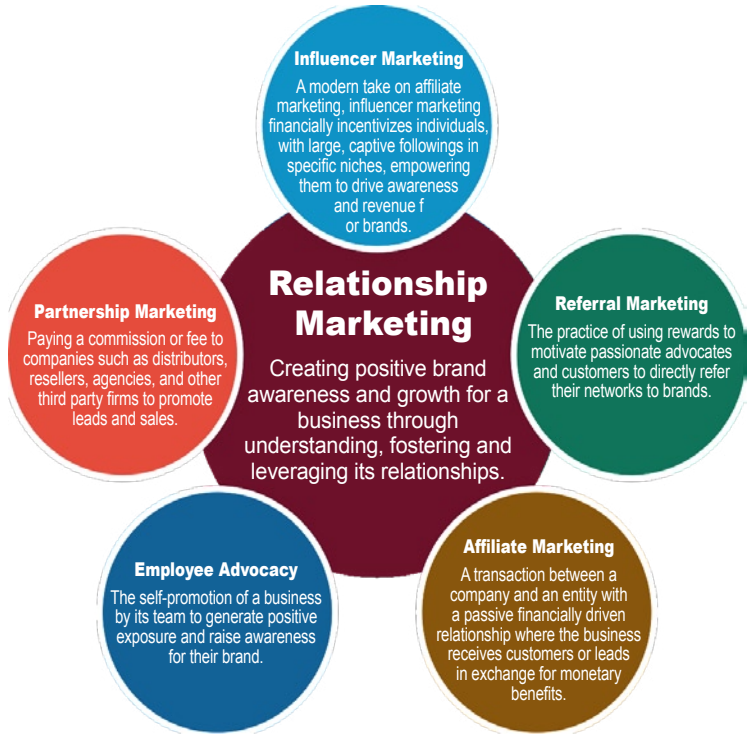 Influencer Marketing
A modern take on affiliate
marketing, influencer marketing
financially incentivizes individuals,
with large, captive followings in
specific niches, empowering
them to drive awareness
and revenue f
or brands.
Relationship
Marketing
Creating positive brand
awareness and growth for a
business through
understanding, fostering and
leveraging its relationships.
Partnership Marketing
Paying a commission or fee to
companies such as distributors,
resellers, agencies, and other
third party firms to promote
leads and sales.
Referral Marketing
The practice of using rewards to
motivate passionate advocates
and customers to directly refer
their networks to brands.
Employee Advocacy
The self-promotion of a business
by its team to generate positive
exposure and raise awareness
for their brand.
Affiliate Marketing
A transaction between a
company and an entity with
a passive financially driven
relationship where the business
receives customers or leads
in exchange for monetary
benefits.